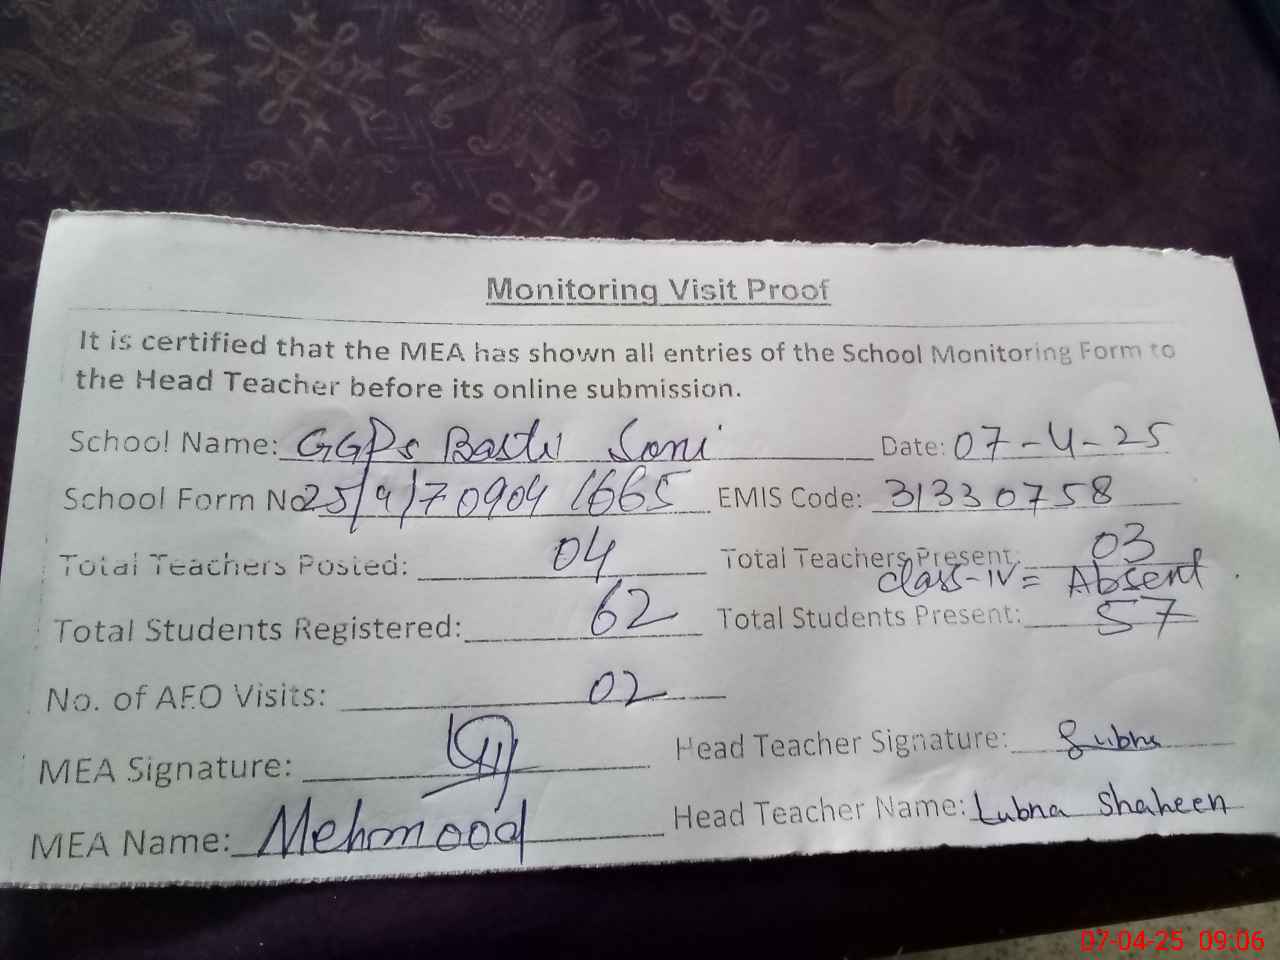 Monitoring Visit Proof
It is certified that the MEA has shown all entries of the School Monitoring Form to
the Head Teacher before its online submission.
School Name: GGPS Basti Soni Date: 07-4-25
School Form No 25/4/70904 1665 EMIS Code: 31330758
Total Teachers Posted: 04 Total Teachers Present: 03
class-IV = Absent
Total Students Registered: 62 Total Students Present: 57
No. of AEO Visits: 02
MEA Signature: Head Teacher Signature: Lubna
MEA Name: Mehmood Head Teacher Name: Lubna Shaheen
07-04-25 09:06